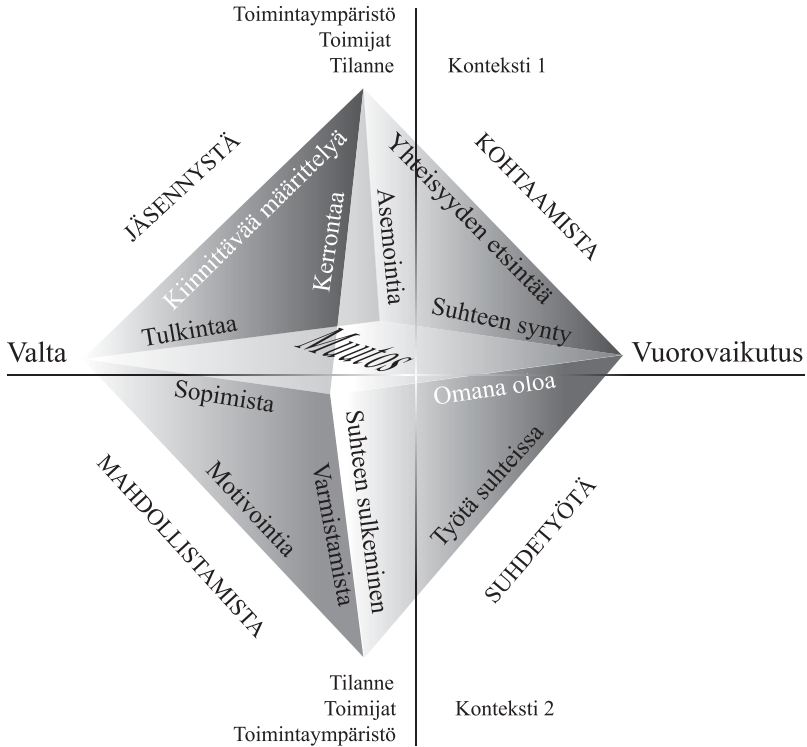 Toimintaympäristö
Toimijat
Tilanne
Konteksti 1
JÄSENNYSTÄ
KOHTAAMISTA
Kiinnittävää määrittelyä
Kerrontaa
Tulkintaa
Asemointia
Yhteisyyden etsintää
Suhteen synty
Valta
Muutos
Vuorovaikutus
Sopimista
Motivointia
Varmistamista
Suhteen sulkeminen
Omana oloa
Työtä suhteissa
MAHDOLLISTAMISTA
SUHDETYÖTÄ
Tilanne
Toimijat
Toimintaympäristö
Konteksti 2